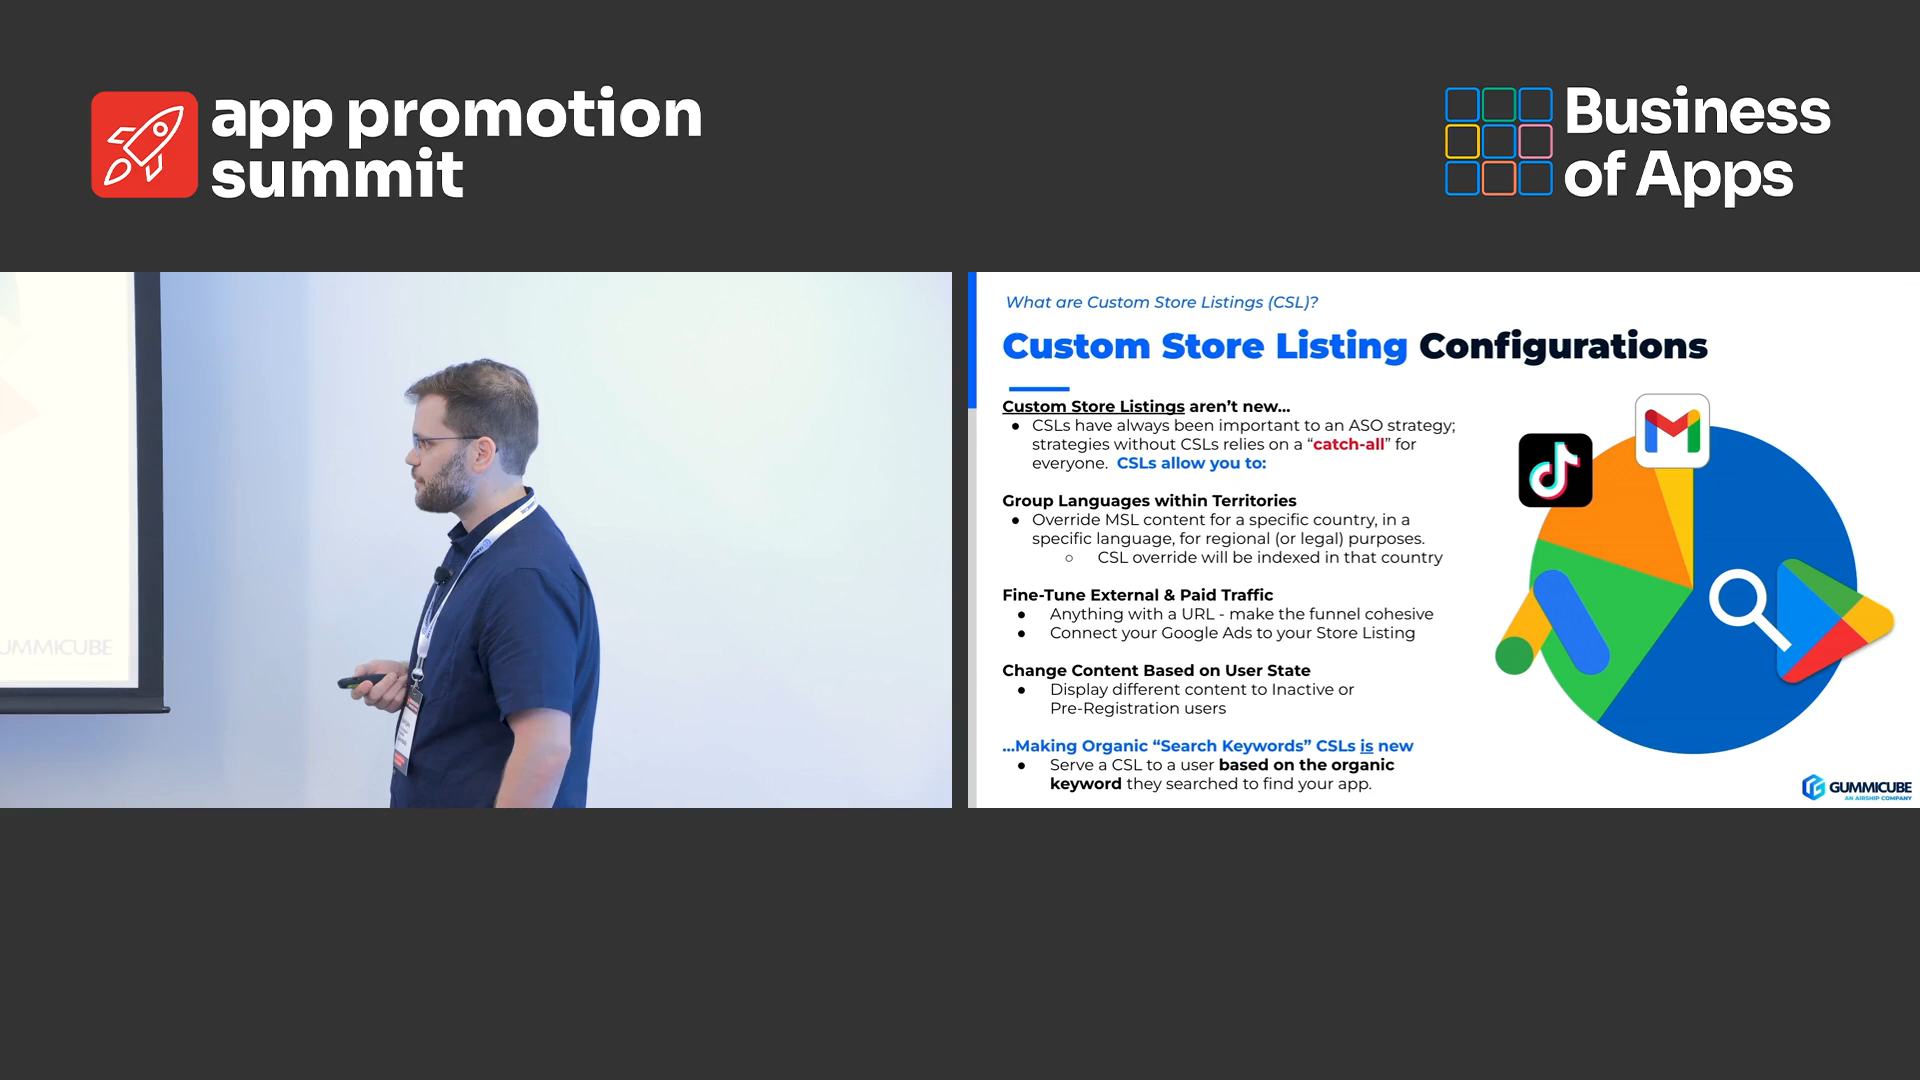 app promotion
summit
Business
of Apps
UMMICUBE
What are Custom Store Listings (CSL)?
Custom Store Listing Configurations
Custom Store Listings aren’t new...
● CSLs have always been important to an ASO strategy;
strategies without CSLs relies on a “catch-all” for
everyone. CSLs allow you to:
Group Languages within Territories
● Override MSL content for a specific country, in a
specific language, for regional (or legal) purposes.
○ CSL override will be indexed in that country
Fine-Tune External & Paid Traffic
● Anything with a URL - make the funnel cohesive
● Connect your Google Ads to your Store Listing
Change Content Based on User State
● Display different content to Inactive or
Pre-Registration users
...Making Organic “Search Keywords” CSLs is new
● Serve a CSL to a user based on the organic
keyword they searched to find your app.
GUMMICUBE
AN AIRSHIP COMPANY